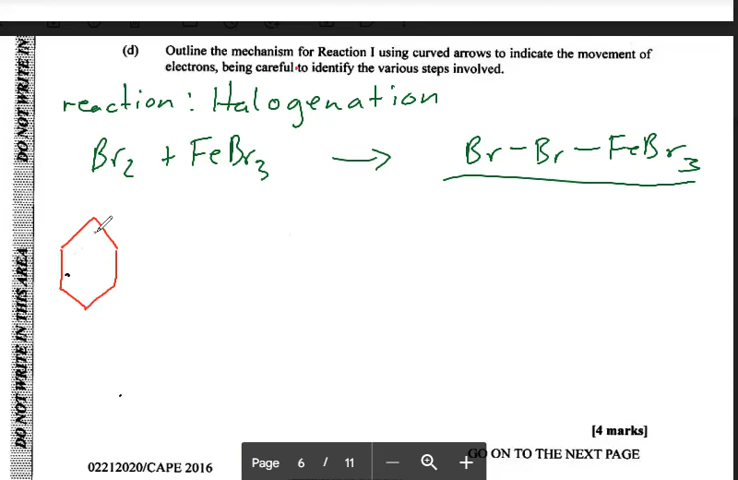 (d) Outline the mechanism for Reaction I using curved arrows to indicate the movement of
electrons, being careful to identify the various steps involved.
reaction: Halogenation
Br₂ + FeBr₃ → Br-Br-FeBr₃
DO NOT WRITE IN
DO NOT WRITE IN THIS AREA
[4 marks]
GO ON TO THE NEXT PAGE
02212020/CAPE 2016
Page 6 / 11